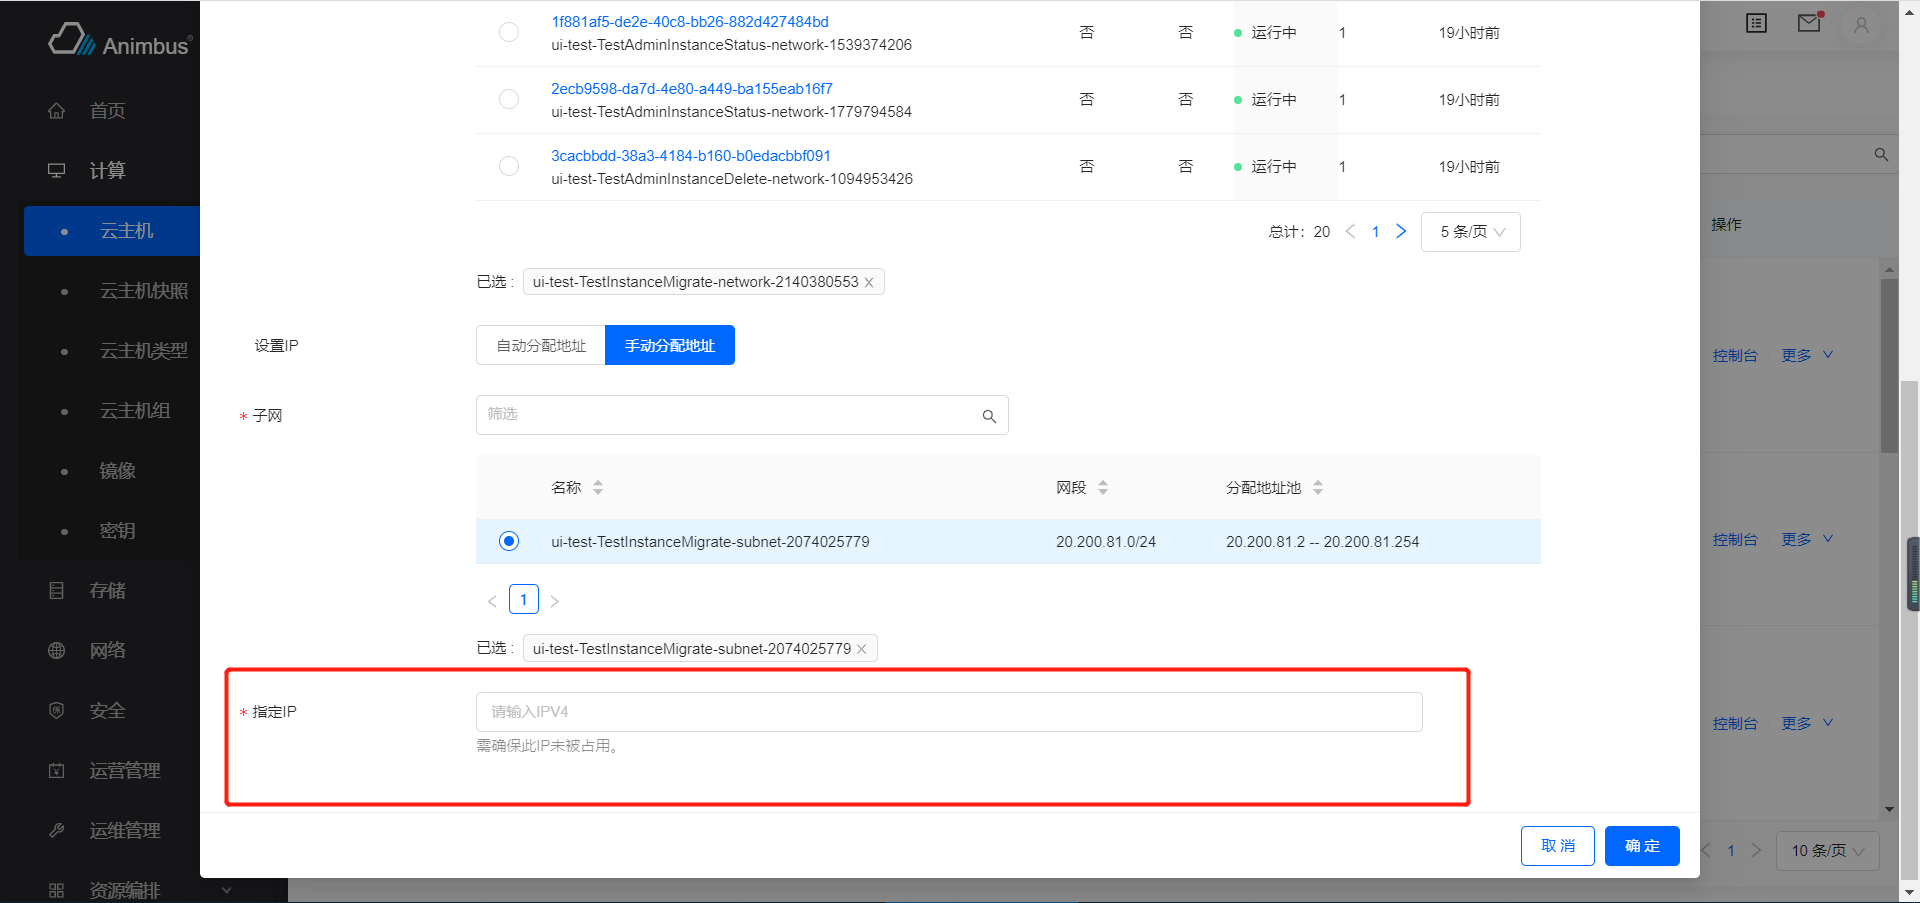 Animbus®
首页
计算
云主机
云主机快照
云主机类型
云主机组
镜像
密钥
存储
网络
安全
运营管理
运维管理
资源编排
1f881af5-de2e-40c8-bb26-882d427484bd
ui-test-TestAdminInstanceStatus-network-1539374206
否 否 运行中 1 19小时前
2ecb9598-da7d-4e80-a449-ba155eab16f7
ui-test-TestAdminInstanceStatus-network-1779794584
否 否 运行中 1 19小时前
3cacbbdd-38a3-4184-b160-b0edacbbf091
ui-test-TestAdminInstanceDelete-network-1094953426
否 否 运行中 1 19小时前
总计：20 1 5 条/页
已选 : ui-test-TestInstanceMigrate-network-2140380553
设置IP 自动分配地址 手动分配地址
* 子网 筛选
名称 网段 分配地址池
ui-test-TestInstanceMigrate-subnet-2074025779 20.200.81.0/24 20.200.81.2 -- 20.200.81.254
1
已选 : ui-test-TestInstanceMigrate-subnet-2074025779
* 指定IP 请输入IPV4
需确保此IP未被占用。
取 消 确 定
操作
控制台 更多
控制台 更多
控制台 更多
1 10 条/页